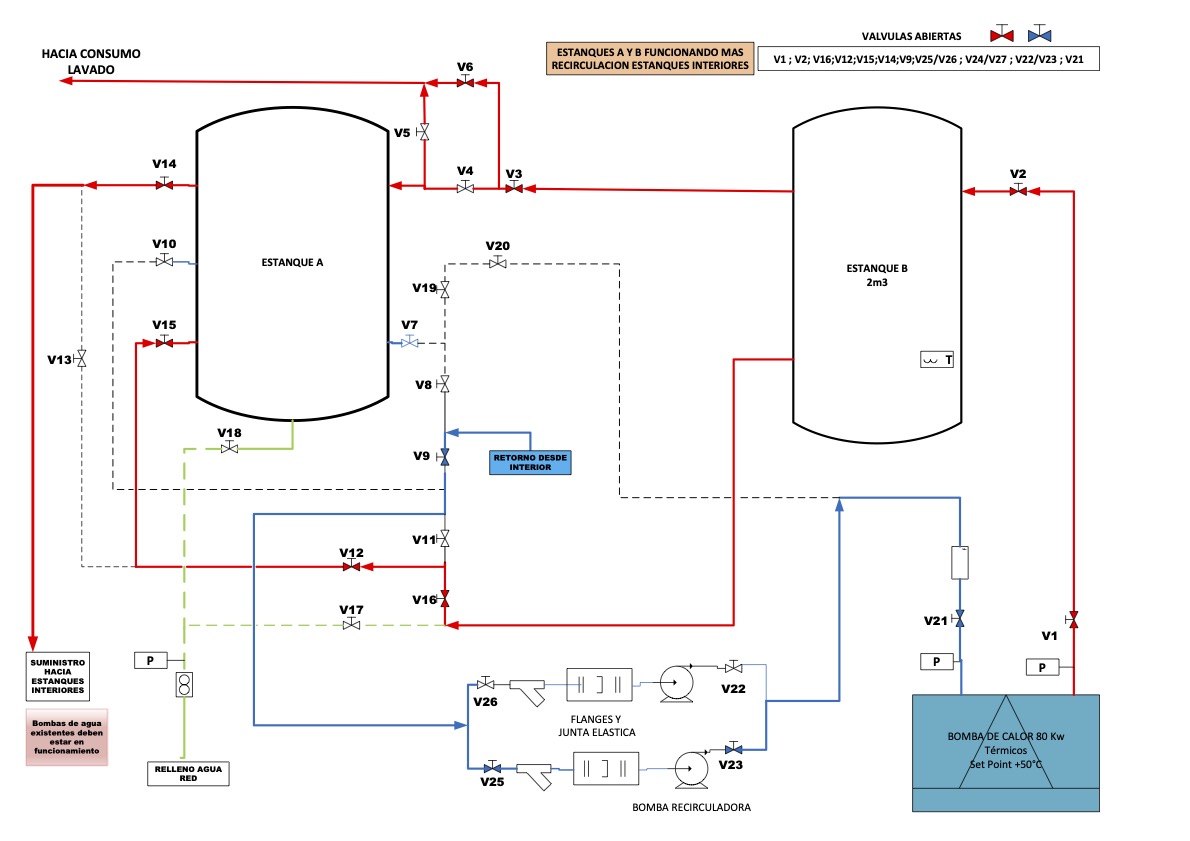 HACIA CONSUMO
LAVADO
ESTANQUES A Y B FUNCIONANDO MAS
RECIRCULACION ESTANQUES INTERIORES
VALVULAS ABIERTAS
V1 ; V2; V16;V12;V15;V14;V9;V25/V26 ; V24/V27 ; V22/V23 ; V21
V6
V5
V14
V4
V3
V2
V10
V20
ESTANQUE A
ESTANQUE B
2m3
V19
V15
V7
V13
T
V8
V18
V9
RETORNO DESDE
INTERIOR
V11
V12
V16
V17
V21
V1
P
P
P
SUMINISTRO
HACIA
ESTANQUES
INTERIORES
V26
V22
Bombas de agua
existentes deben
estar en
funcionamiento
FLANGES Y
JUNTA ELASTICA
BOMBA DE CALOR 80 Kw
Térmicos
Set Point +50°C
RELLENO AGUA
RED
V25
V23
BOMBA RECIRCULADORA